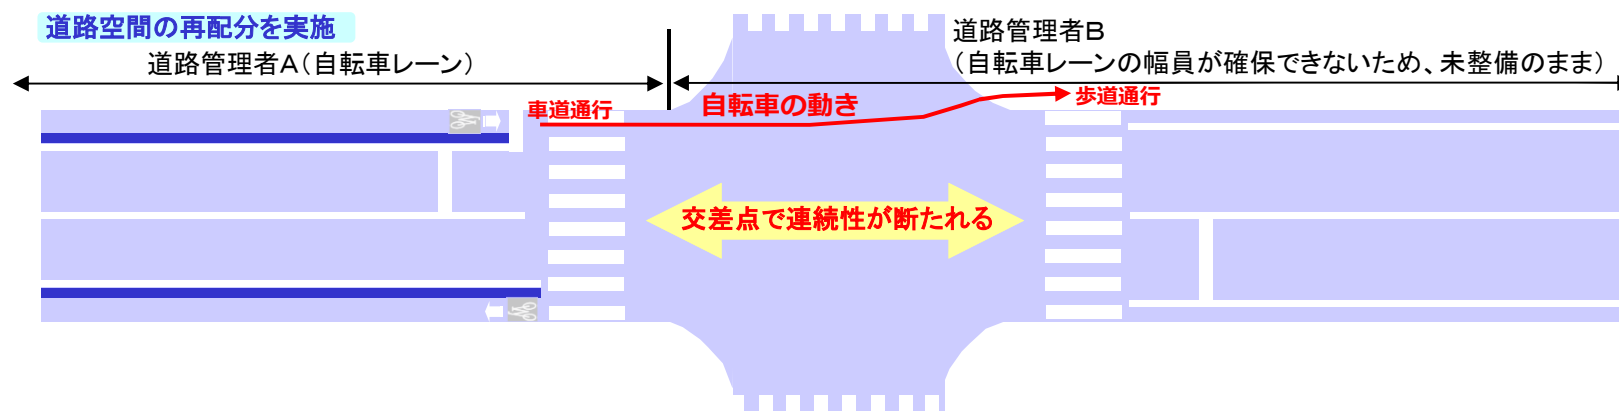 道路空間の再配分を実施
道路管理者A(自転車レーン)
道路管理者B
(自転車レーンの幅員が確保できないため、未整備のまま)
車道通行
自転車の動き
歩道通行
交差点で連続性が断たれる